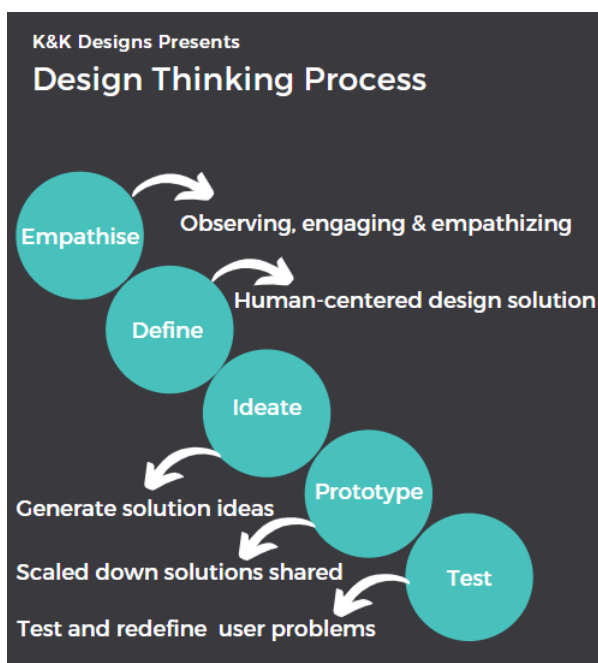 K&K Designs Presents
Design Thinking Process
Empathise
Observing, engaging & empathizing
Define
Human-centered design solution
Ideate
Generate solution ideas
Prototype
Scaled down solutions shared
Test
Test and redefine user problems